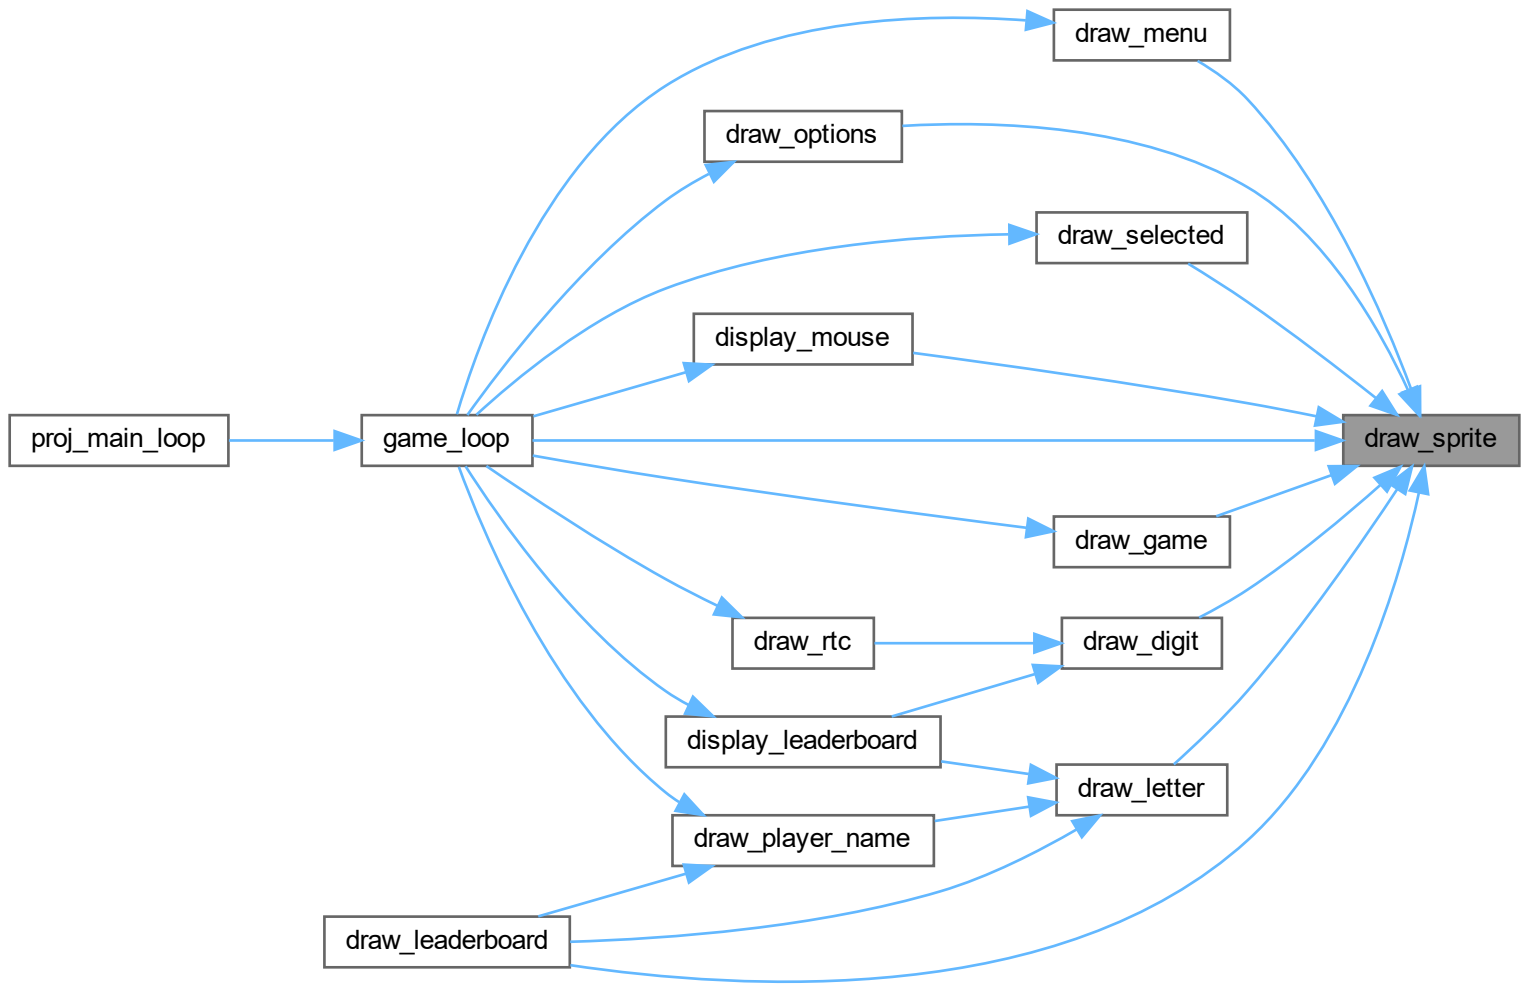 draw_menu
draw_options
draw_selected
display_mouse
proj_main_loop
game_loop
draw_sprite
draw_game
draw_rtc
draw_digit
display_leaderboard
draw_letter
draw_player_name
draw_leaderboard